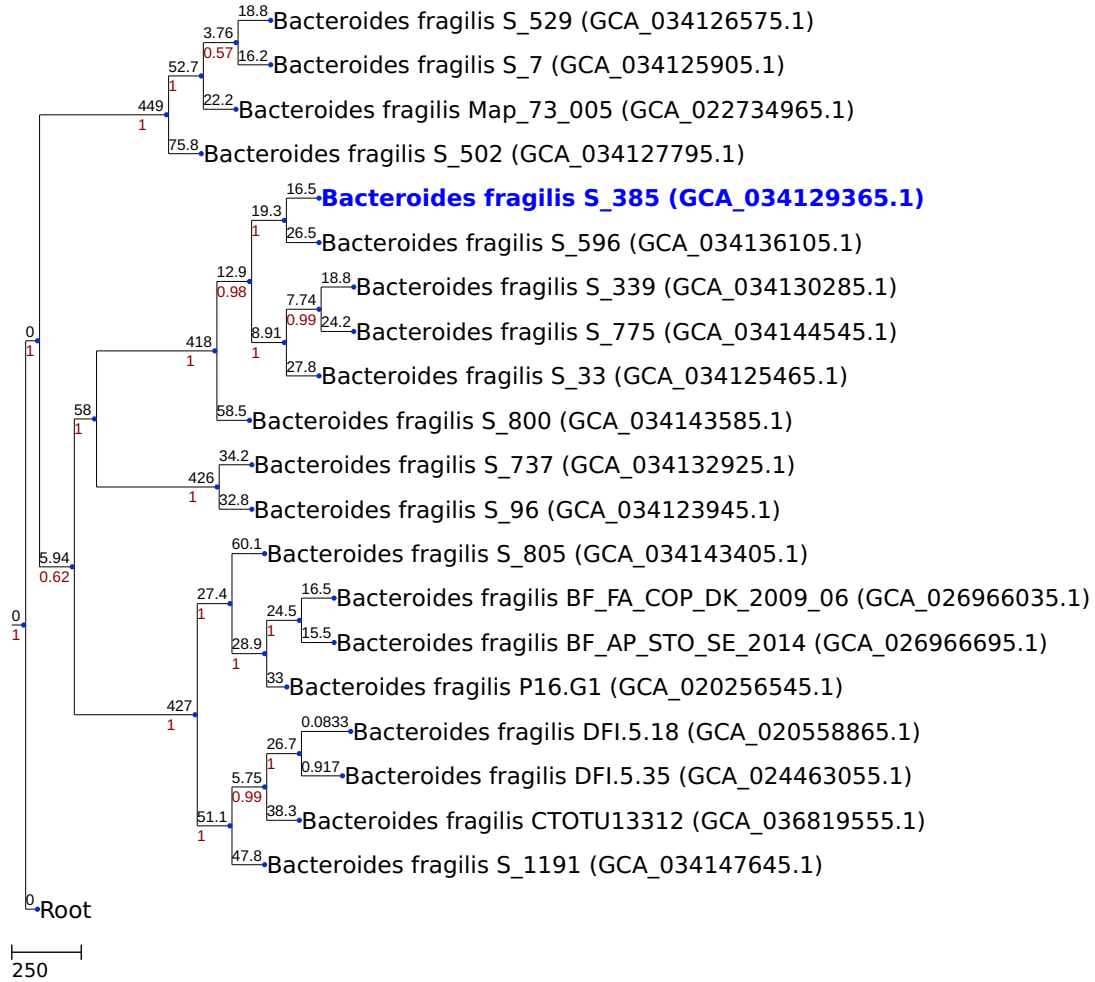 18.8
Bacteroides fragilis S_529 (GCA_034126575.1)
3.76
0.57
16.2
Bacteroides fragilis S_7 (GCA_034125905.1)
52.7
1
22.2
Bacteroides fragilis Map_73_005 (GCA_022734965.1)
449
1
75.8
Bacteroides fragilis S_502 (GCA_034127795.1)
16.5
Bacteroides fragilis S_385 (GCA_034129365.1)
19.3
1
26.5
Bacteroides fragilis S_596 (GCA_034136105.1)
12.9
0.98
18.8
Bacteroides fragilis S_339 (GCA_034130285.1)
7.74
0.99
24.2
Bacteroides fragilis S_775 (GCA_034144545.1)
8.91
1
27.8
Bacteroides fragilis S_33 (GCA_034125465.1)
0
1
418
1
58.5
Bacteroides fragilis S_800 (GCA_034143585.1)
58
1
34.2
Bacteroides fragilis S_737 (GCA_034132925.1)
426
1
32.8
Bacteroides fragilis S_96 (GCA_034123945.1)
5.94
0.62
60.1
Bacteroides fragilis S_805 (GCA_034143405.1)
27.4
1
16.5
Bacteroides fragilis BF_FA_COP_DK_2009_06 (GCA_026966035.1)
24.5
1
15.5
Bacteroides fragilis BF_AP_STO_SE_2014 (GCA_026966695.1)
0
1
28.9
1
33
Bacteroides fragilis P16.G1 (GCA_020256545.1)
427
1
0.0833
Bacteroides fragilis DFI.5.18 (GCA_020558865.1)
26.7
1
0.917
Bacteroides fragilis DFI.5.35 (GCA_024463055.1)
5.75
0.99
38.3
Bacteroides fragilis CTOTU13312 (GCA_036819555.1)
51.1
1
47.8
Bacteroides fragilis S_1191 (GCA_034147645.1)
0
Root
250